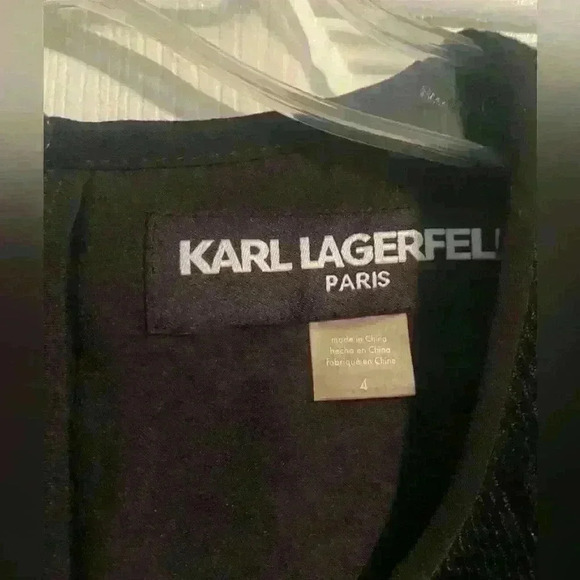 KARL LAGERFEL
PARIS
made in China
hecho en China
fabriqué en Chine
4